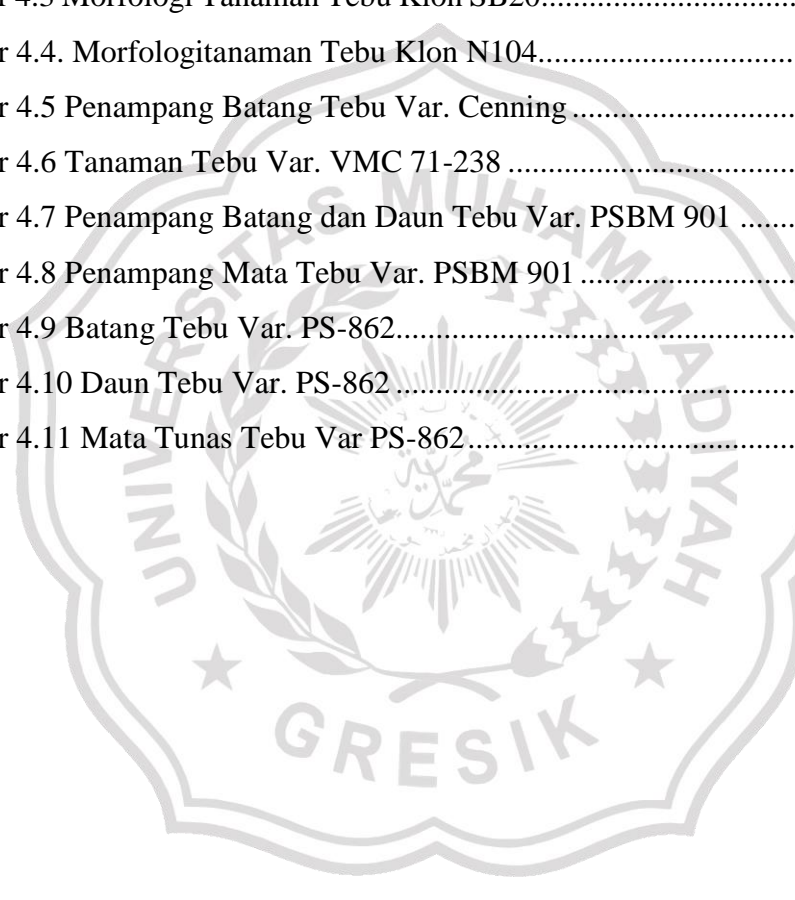 r 4.3 Morfologi Tanaman Tebu Klon SB20
r 4.4. Morfologitanaman Tebu Klon N104
r 4.5 Penampang Batang Tebu Var. Cenning
r 4.6 Tanaman Tebu Var. VMC 71-238
r 4.7 Penampang Batang dan Daun Tebu Var. PSBM 901
r 4.8 Penampang Mata Tebu Var. PSBM 901
r 4.9 Batang Tebu Var. PS-862
r 4.10 Daun Tebu Var. PS-862
r 4.11 Mata Tunas Tebu Var PS-862
UNIVERSITAS MUHAMMADIYAH
GRESIK